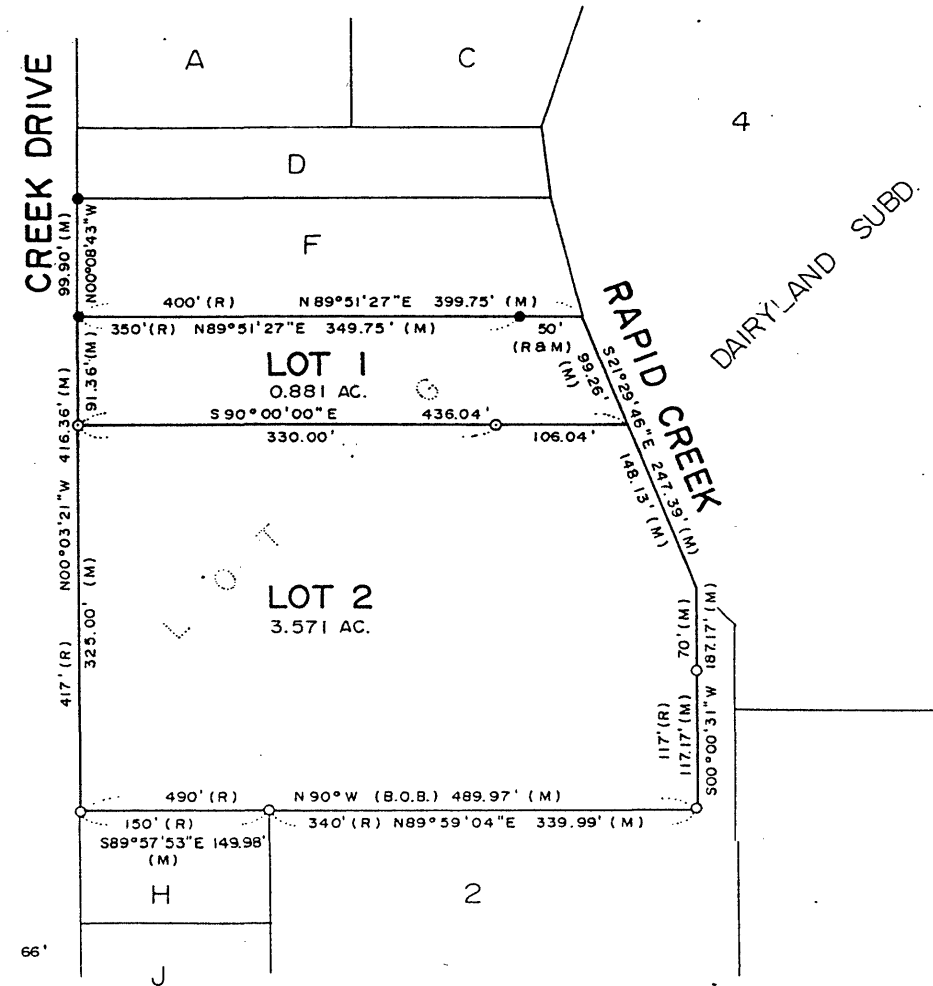 A
C
4
CREEK DRIVE
D
DAIRYLAND SUBD.
99.90' (M)
N00°08'43"W
F
400' (R) N89°51'27"E 399.75' (M)
350'(R) N89°51'27"E 349.75' (M)
50'
(R&M)
RAPID CREEK
LOT 1
0.881 AC.
91.36'(M)
99.26'
(M)
S21°29'46"E 247.39' (M)
G
S90°00'00"E 436.04'
330.00'
106.04'
148.13' (M)
417' (R) N00°03'21"W 416.36' (M)
325.00' (M)
LOT
LOT 2
3.571 AC.
70'(M)
187.17' (M)
117'(R)
117.17'(M)
S00°00'31"W
490' (R) N90°W (B.O.B.) 489.97' (M)
150' (R)
340'(R) N89°59'04"E 339.99' (M)
S89°57'53"E 149.98'
(M)
H
2
66'
J